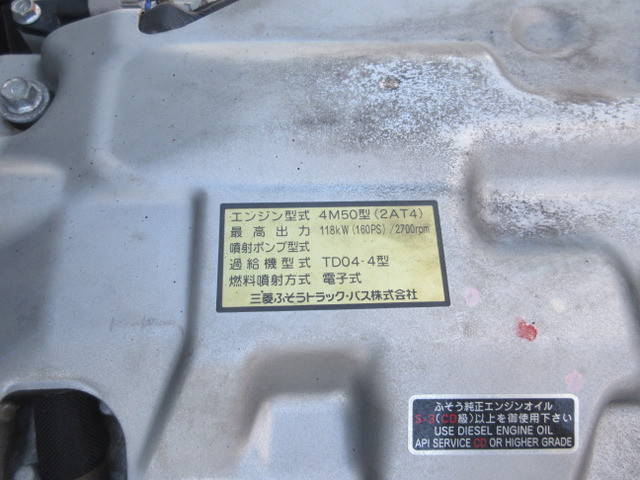 エンジン型式 4M50型(2AT4)
最高出力 118kW(160PS)/2700rpm
噴射ポンプ型式
過給機型式 TD04-4型
燃料噴射方式 電子式
三菱ふそうトラック・バス株式会社
ふそう純正エンジンオイル
S-3(CD級)以上を御使用下さい
USE DIESEL ENGINE OIL
API SERVICE CD OR HIGHER GRADE